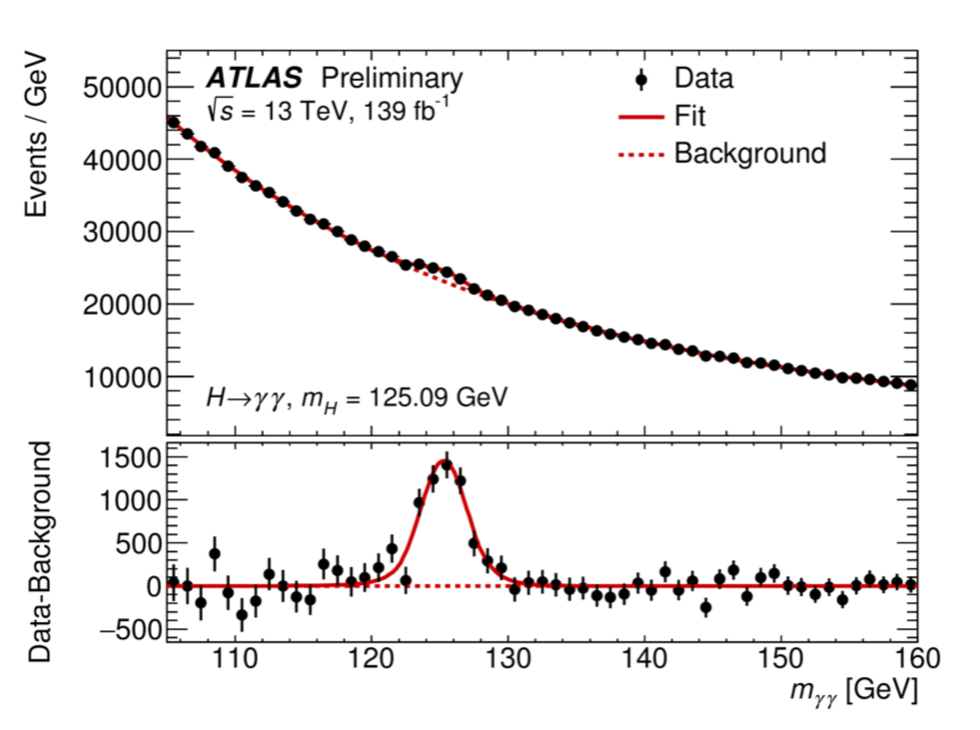 Events / GeV
50000
40000
30000
20000
10000
ATLAS Preliminary
√s = 13 TeV, 139 fb⁻¹
Data
Fit
Background
H→γγ, m_H = 125.09 GeV
Data-Background
1500
1000
500
0
−500
110 120 130 140 150 160
m_γγ [GeV]